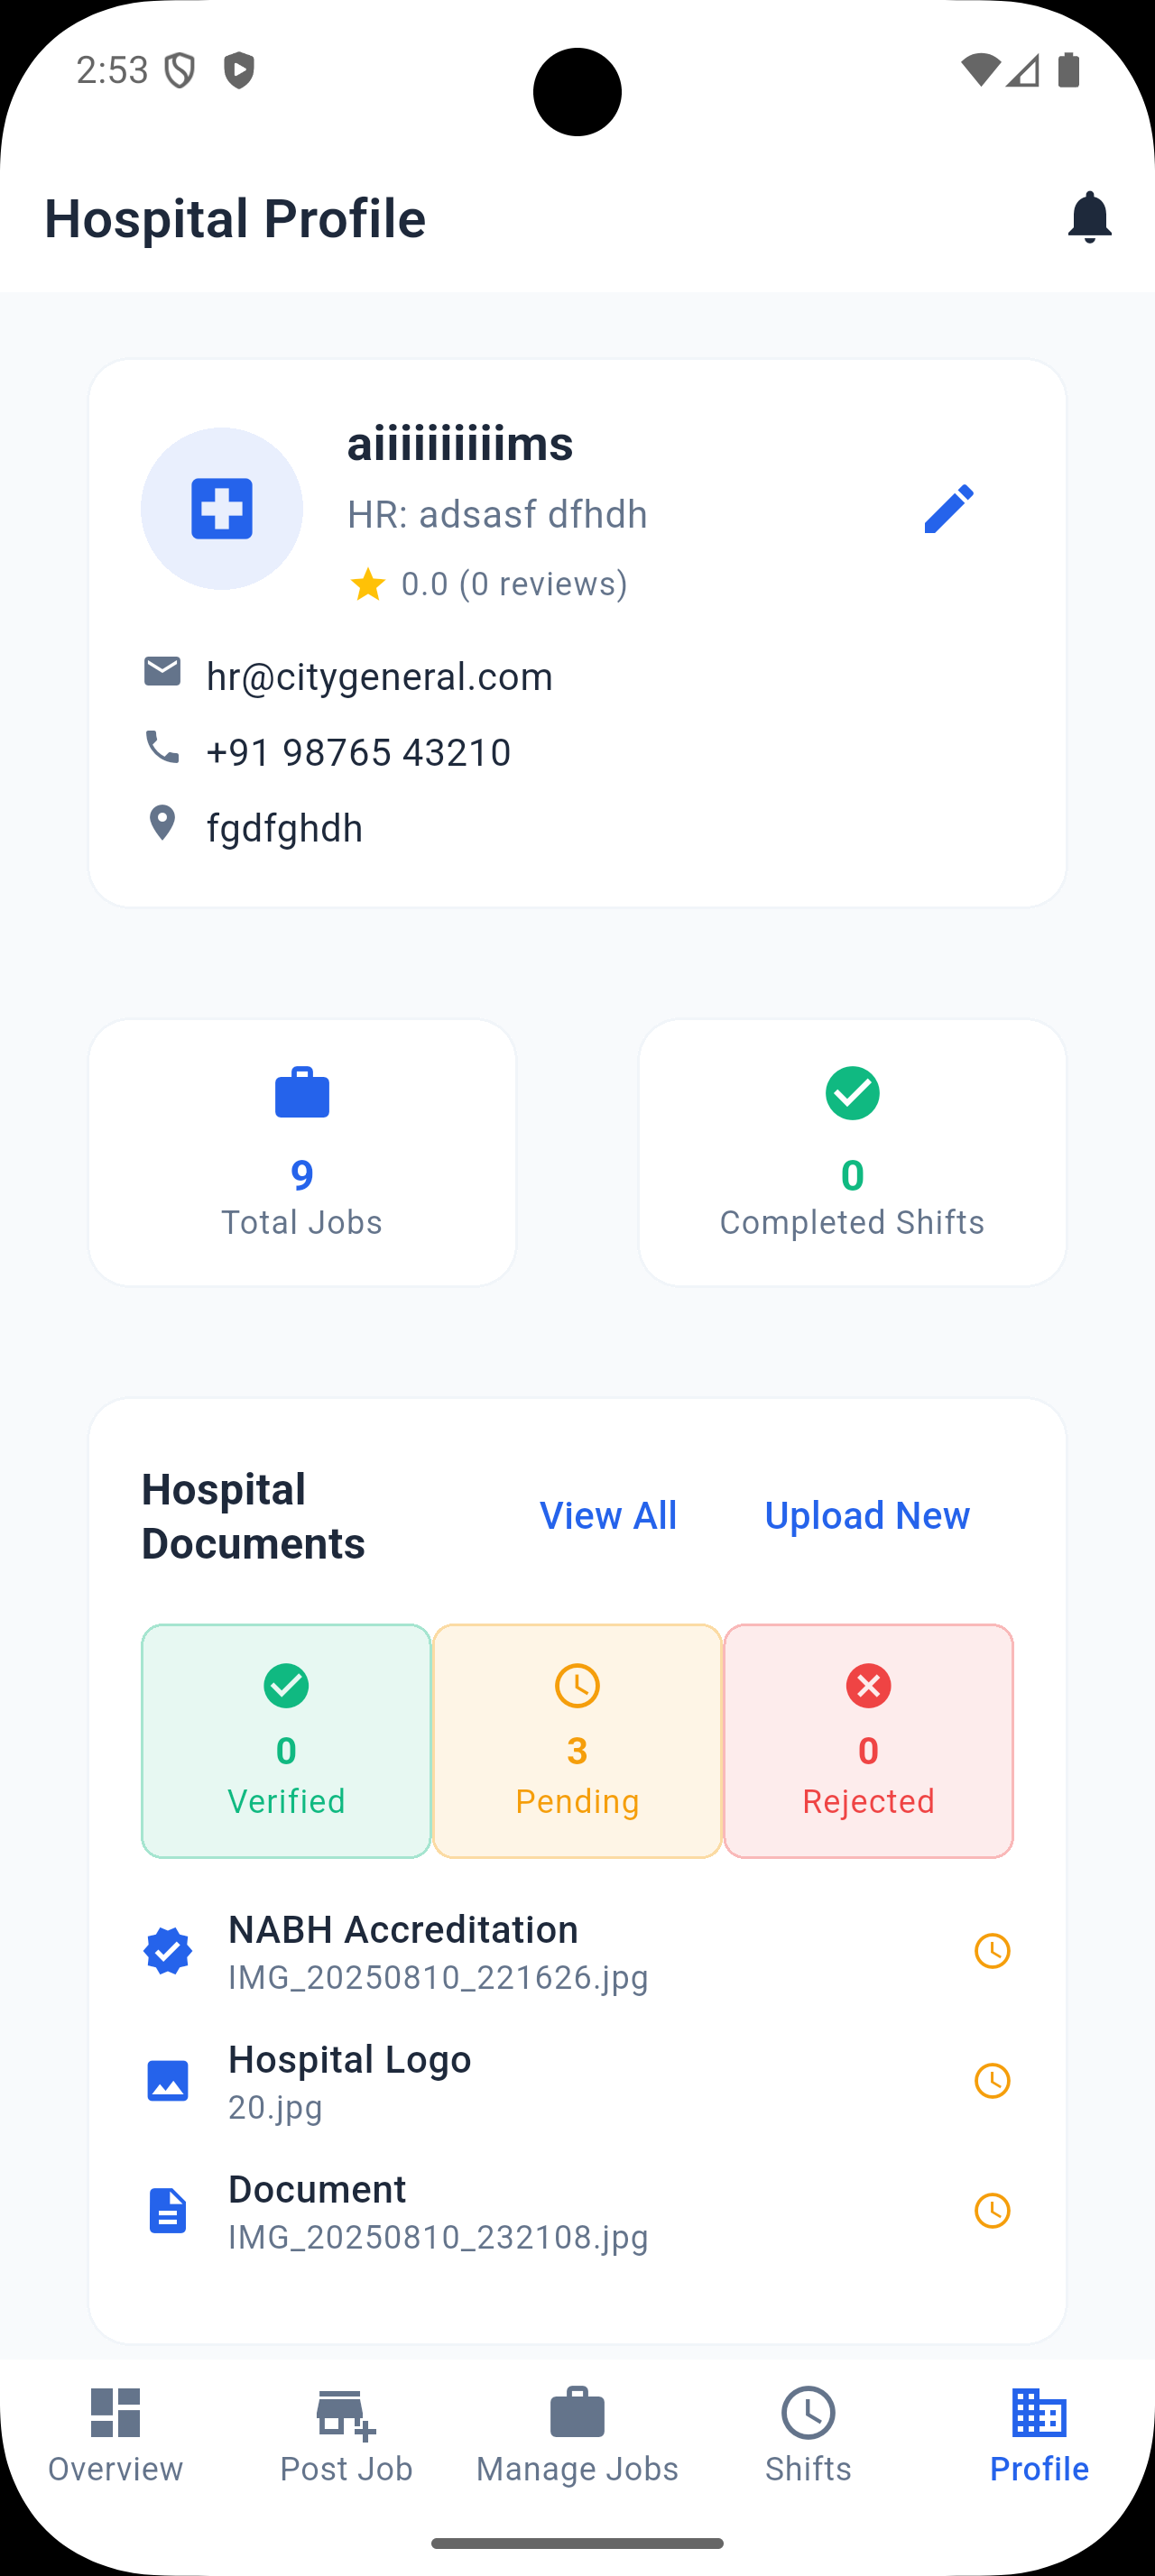 2:53
Hospital Profile
aiiiiiiiiiims
HR: adsasf dfhdh
0.0 (0 reviews)
hr@citygeneral.com
+91 98765 43210
fgdfghdh
9
Total Jobs
0
Completed Shifts
Hospital
Documents
View All
Upload New
0
Verified
3
Pending
0
Rejected
NABH Accreditation
IMG_20250810_221626.jpg
Hospital Logo
20.jpg
Document
IMG_20250810_232108.jpg
Overview
Post Job
Manage Jobs
Shifts
Profile